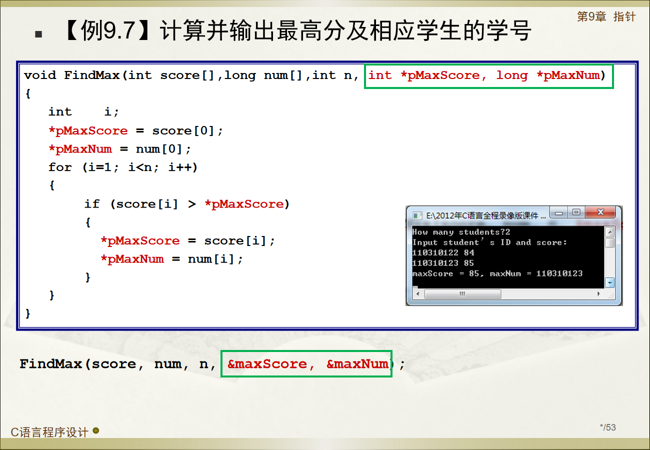 第9章 指针
■ 【例9.7】计算并输出最高分及相应学生的学号
void FindMax(int score[],long num[],int n, int *pMaxScore, long *pMaxNum)
{
int i;
*pMaxScore = score[0];
*pMaxNum = num[0];
for (i=1; i<n; i++)
{
if (score[i] > *pMaxScore)
{
*pMaxScore = score[i];
*pMaxNum = num[i];
}
}
}
E:\2012年C语言全程录像版课件 ...
How many students?2
Input student’s ID and score:
110310122 84
110310123 85
maxScore = 85, maxNum = 110310123
FindMax(score, num, n, &maxScore, &maxNum);
C语言程序设计
*/53